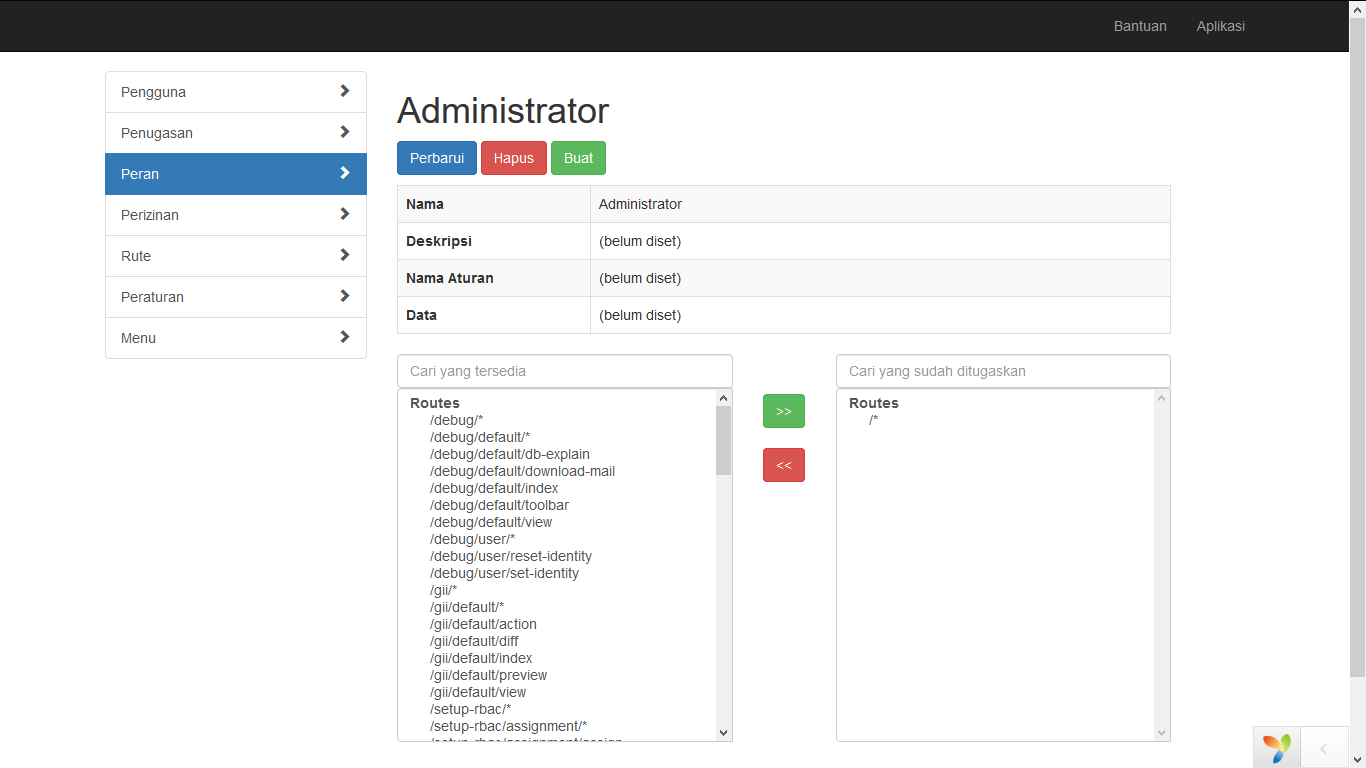 Bantuan Aplikasi
Pengguna
Penugasan
Peran
Perizinan
Rute
Peraturan
Menu
Administrator
Perbarui Hapus Buat
Nama Administrator
Deskripsi (belum diset)
Nama Aturan (belum diset)
Data (belum diset)
Cari yang tersedia
Routes
/debug/*
/debug/default/*
/debug/default/db-explain
/debug/default/download-mail
/debug/default/index
/debug/default/toolbar
/debug/default/view
/debug/user/*
/debug/user/reset-identity
/debug/user/set-identity
/gii/*
/gii/default/*
/gii/default/action
/gii/default/diff
/gii/default/index
/gii/default/preview
/gii/default/view
/setup-rbac/*
/setup-rbac/assignment/*
/setup-rbac/assignment/assign
>>
<<
Cari yang sudah ditugaskan
Routes
/*